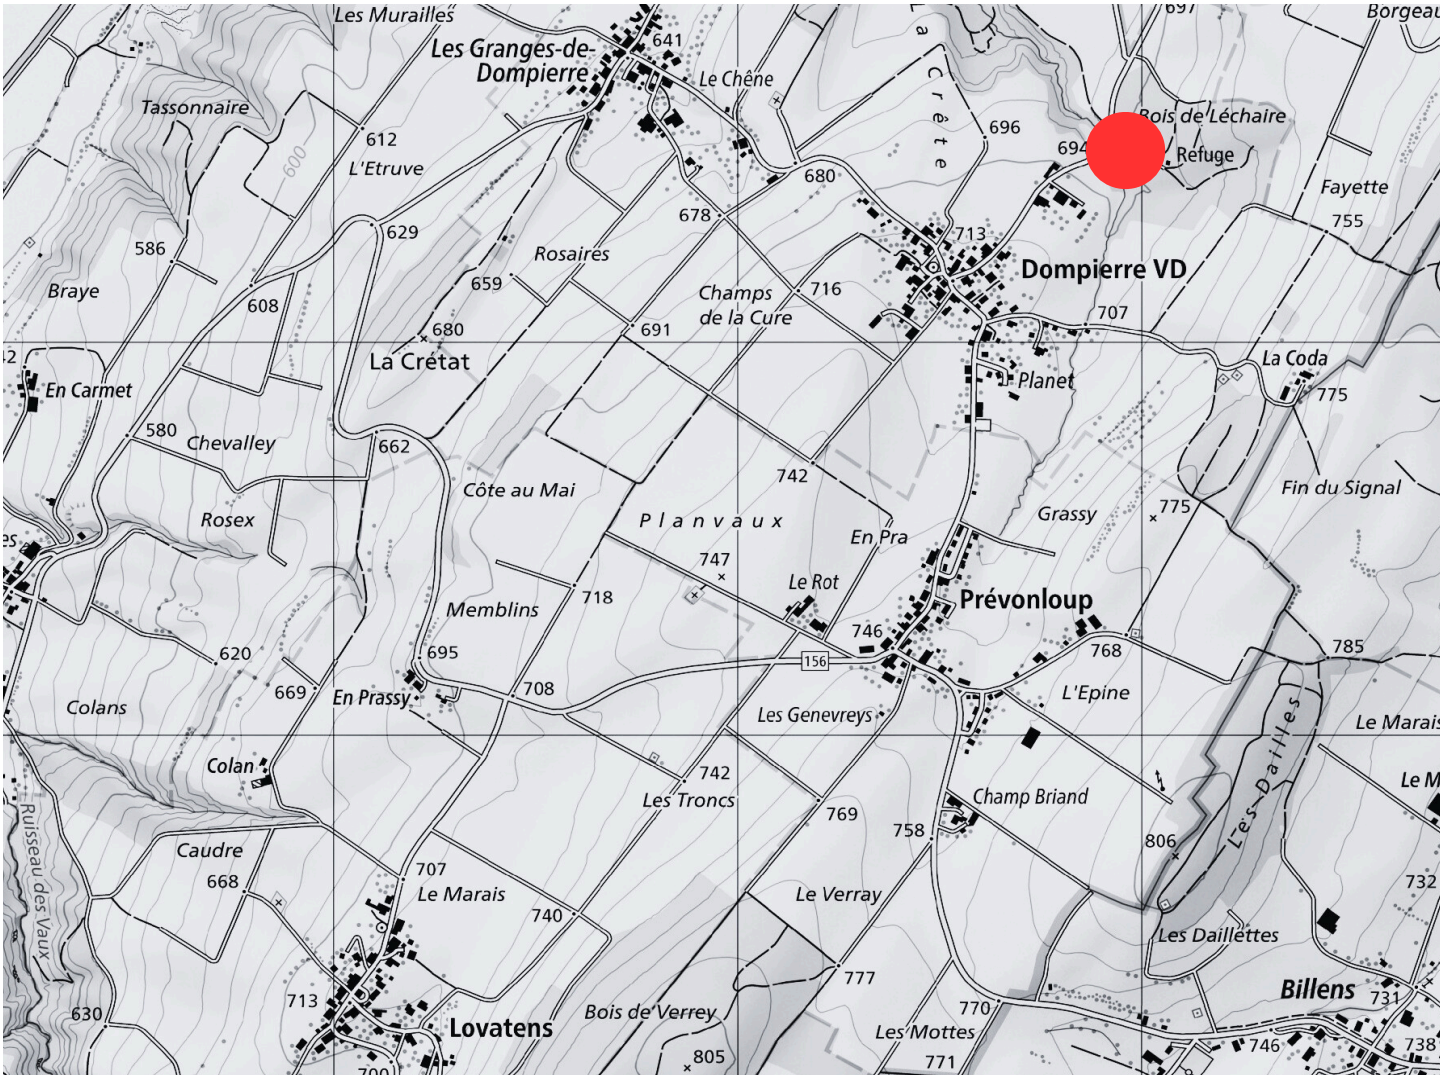 Les Murailles
697
Borgeau
641
Les Granges-de-
Dompierre
Le Chêne
Crête
Tassonnaire
612
696
Bois de Léchaire
694
Refuge
L'Etruve
600
680
Fayette
678
755
629
713
586
Rosaires
Dompierre VD
659
Braye
608
Champs
de la Cure
716
680
691
707
La Crétat
La Coda
42
En Carmet
Planet
775
580
Chevalley
662
742
Côte au Mai
Fin du Signal
775
Rosex
Planvaux
Grassy
En Pra
es
747
Le Rot
718
Memblins
Prévonloup
746
768
785
620
695
156
669
En Prassy
708
L'Epine
Colans
Les Genevreys
Le Marais
Les Dailles
Colan
742
Le M
Les Troncs
Champ Briand
769
758
806
Ruisseau des Vaux
Caudre
707
668
Le Marais
Le Verray
732
740
Les Daillettes
777
713
770
Billens
731
630
Bois de Verrey
Lovatens
Les Mottes
746
738
805
771
700